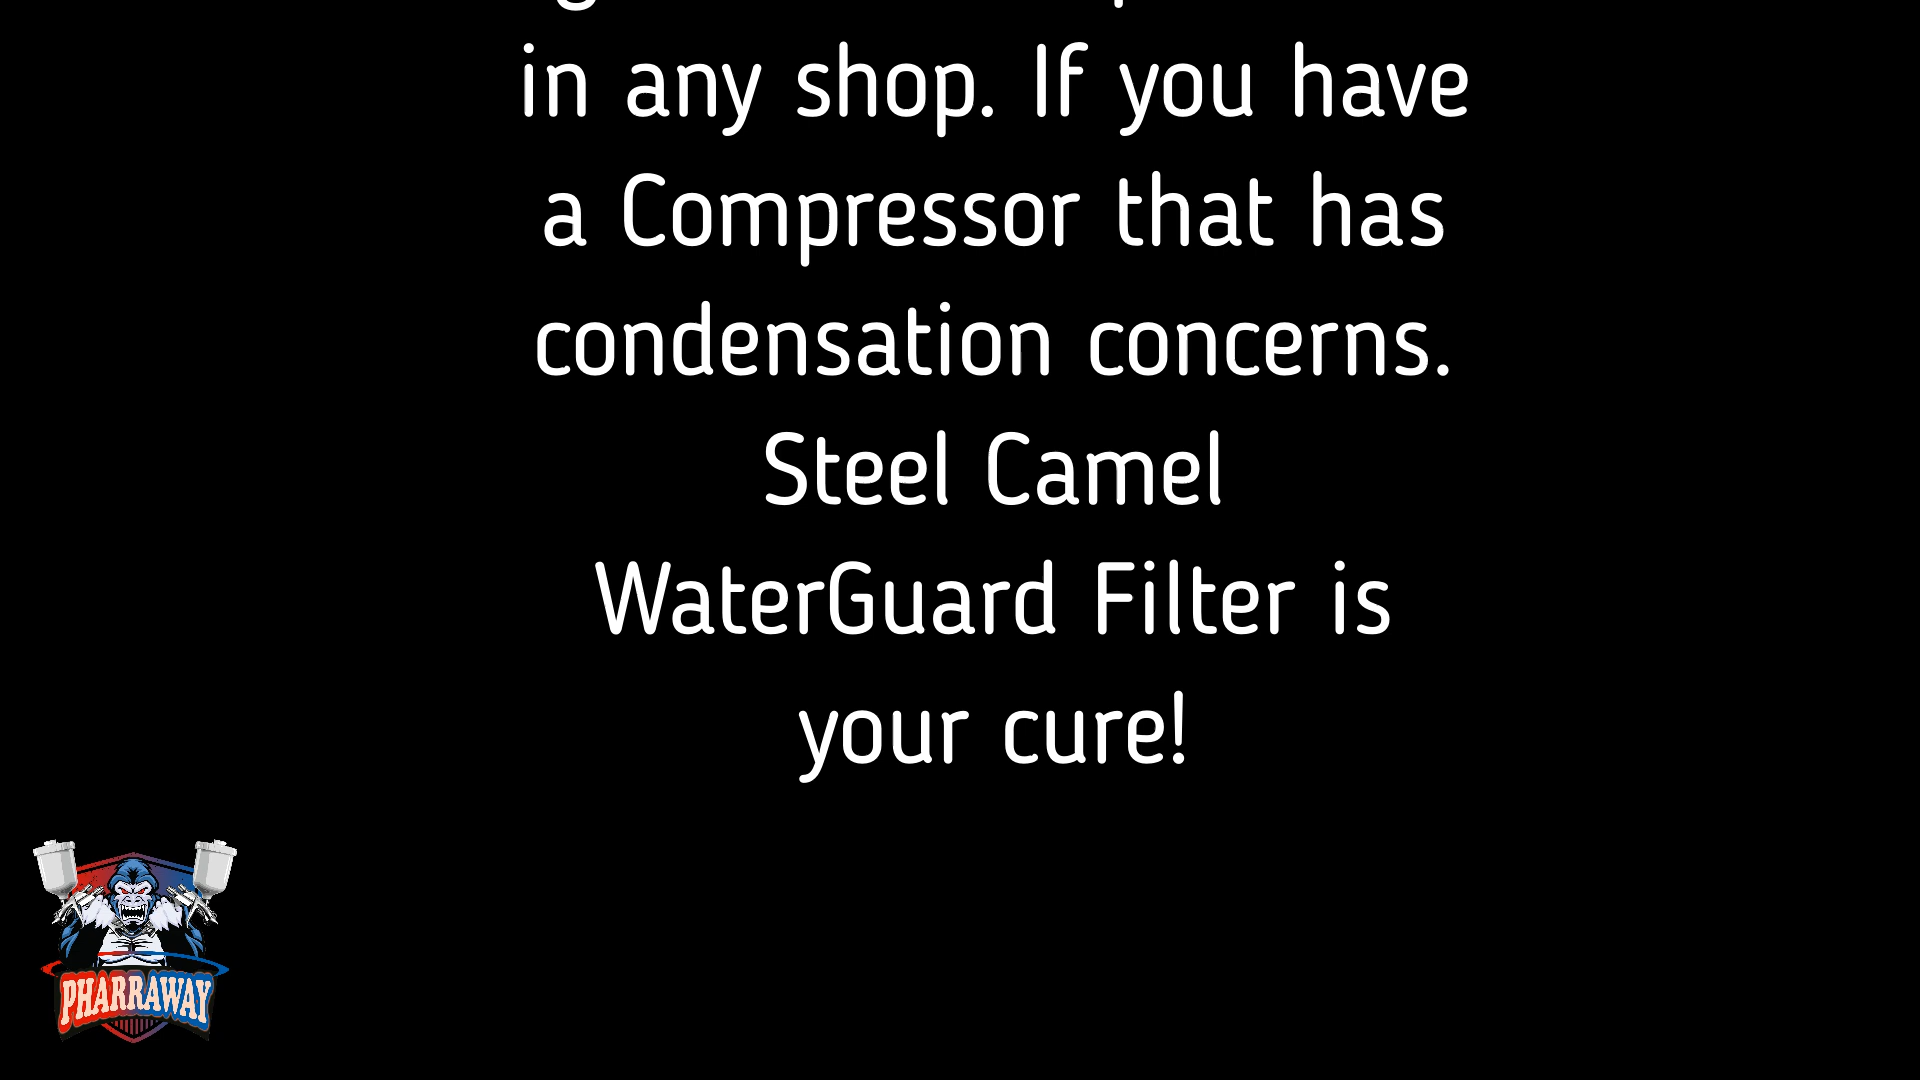 in any shop. If you have
a Compressor that has
condensation concerns.
Steel Camel
WaterGuard Filter is
your cure!
PHARRAWAY